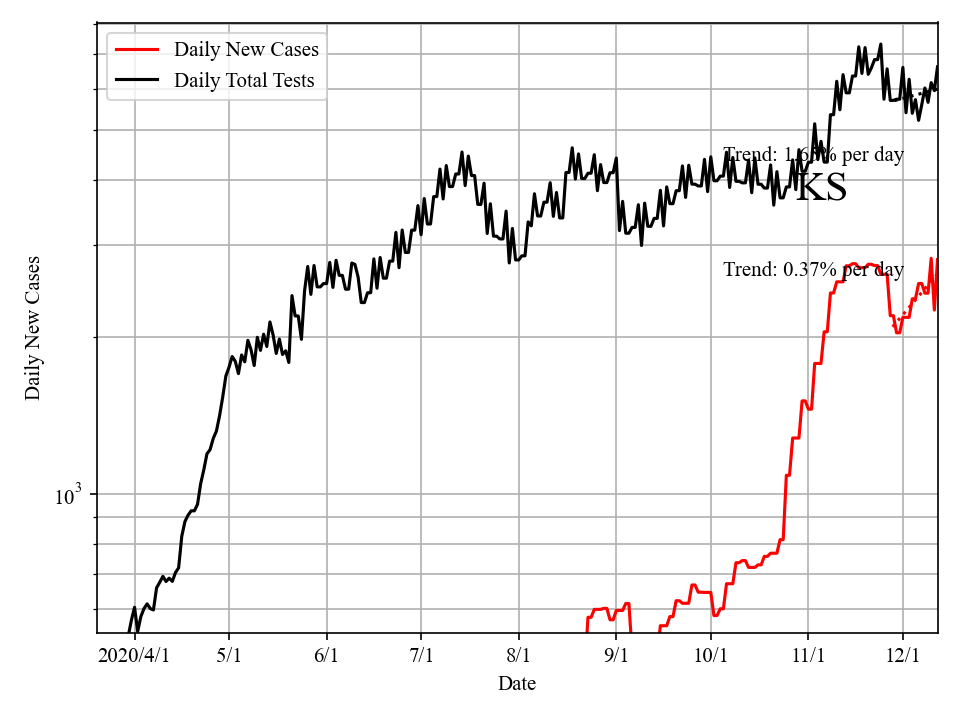 Daily New Cases
Daily Total Tests
Trend: 1.65% per day
KS
Trend: 0.37% per day
Daily New Cases
10^3
2020/4/1 5/1 6/1 7/1 8/1 9/1 10/1 11/1 12/1
Date